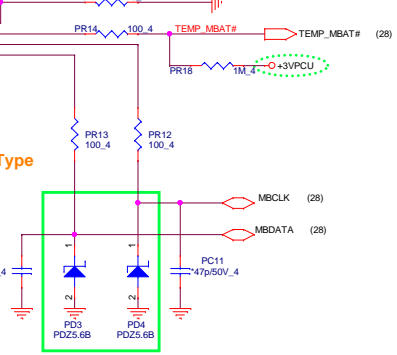 PR14 100_4 TEMP_MBAT# TEMP_MBAT# (28)
PR18 1M_4 +3VPCU
PR13 PR12
100_4 100_4
Type
MBCLK (28)
MBDATA (28)
1 1
PC11
_4 *47p/50V_4
2 2
PD3 PD4
PDZ5.6B PDZ5.6B